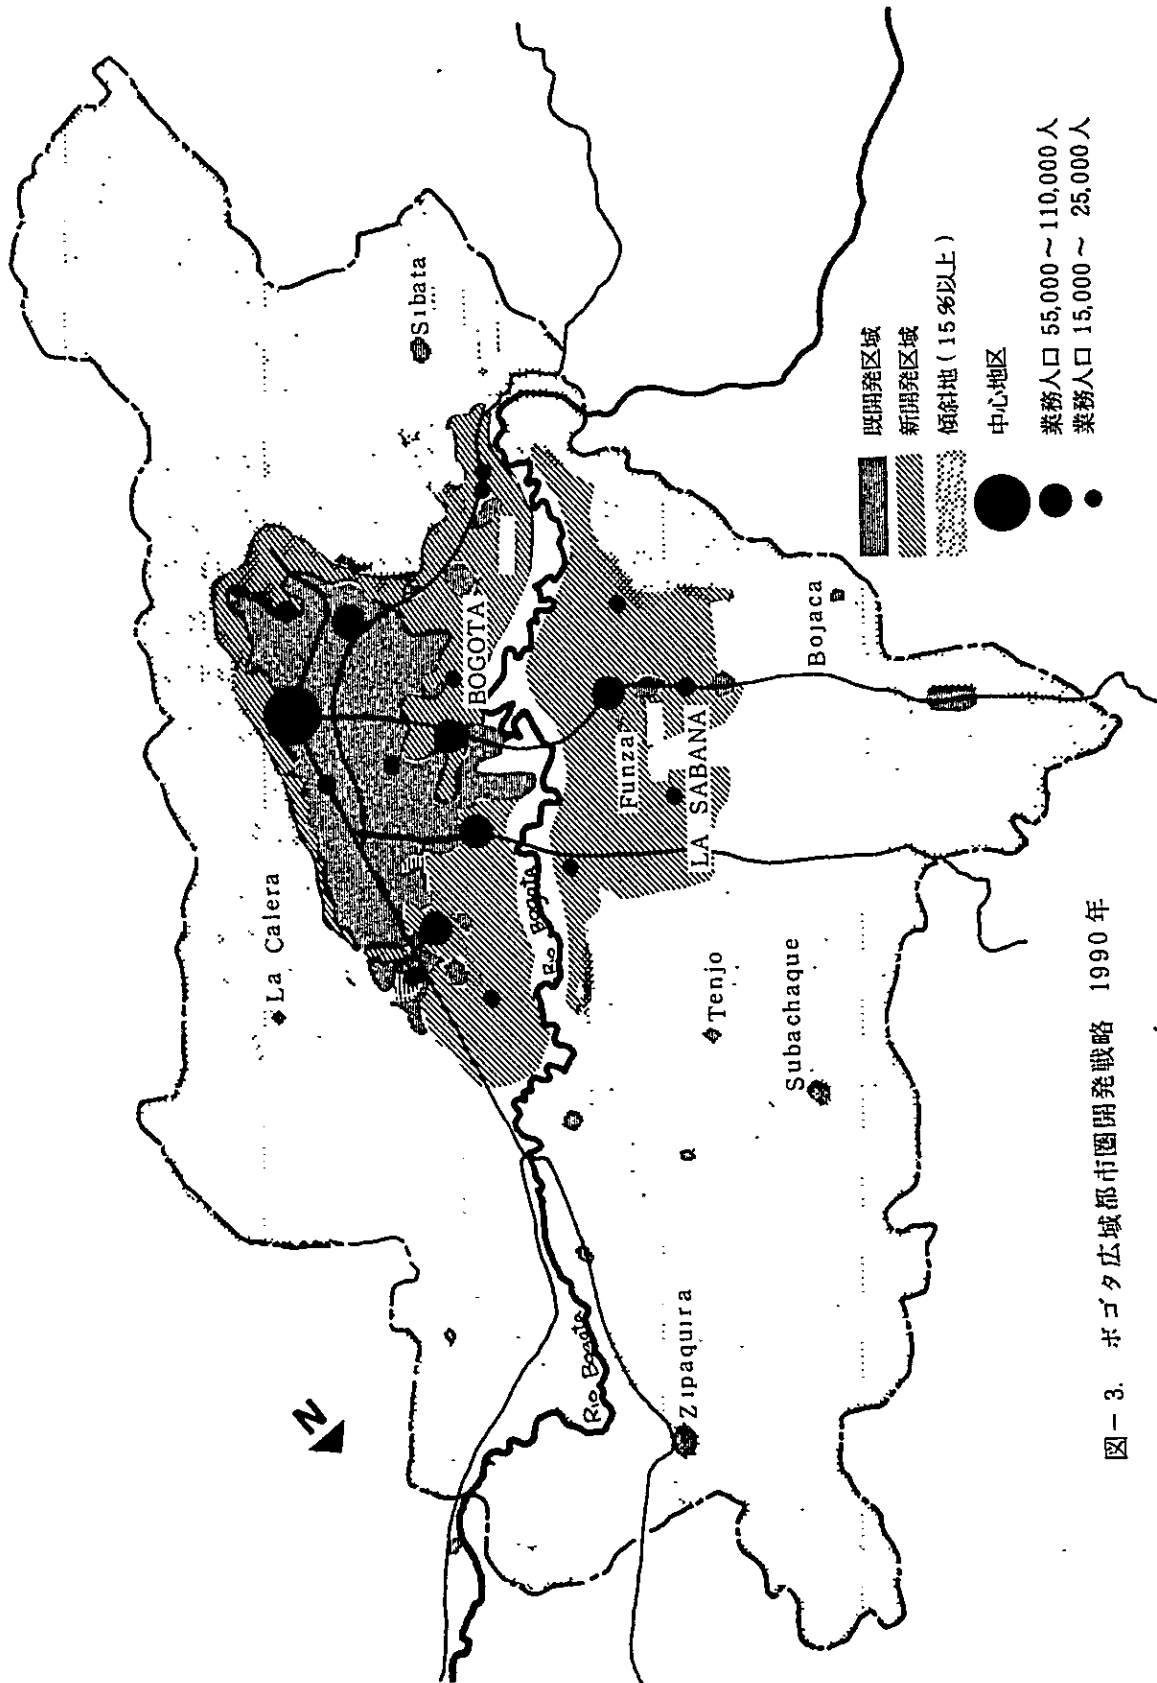 N
Zipaquira
Rio Bogota
La Calera
Tenjo
Subachaque
Rio Bogota
Funza
LA SABANA
BOGOTA
Bojaca
Sibata
既開発区域
新開発区域
傾斜地(15%以上)
中心地区
業務人口 55,000~110,000人
業務人口 15,000~ 25,000人
図-3. ボゴタ広域都市圏開発戦略 1990年